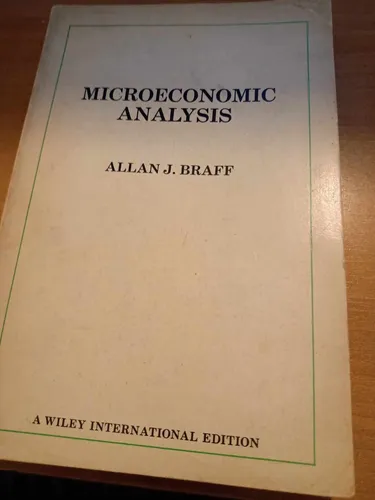 MICROECONOMIC
ANALYSIS
ALLAN J. BRAFF
A WILEY INTERNATIONAL EDITION